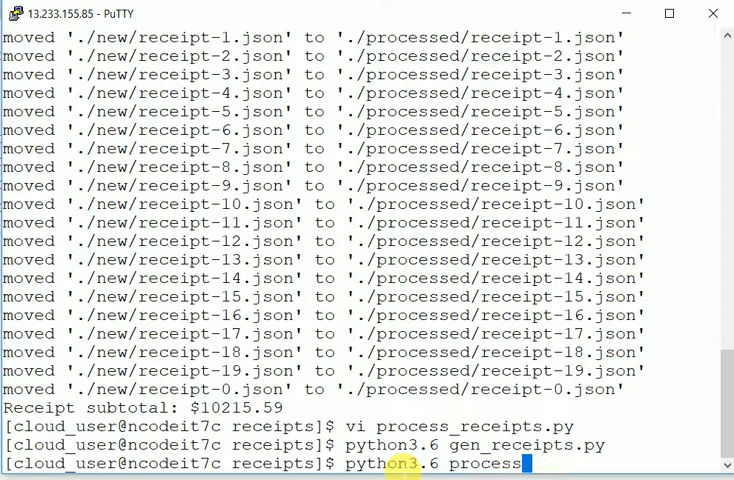 13.233.155.85 - PuTTY
moved './new/receipt-1.json' to './processed/receipt-1.json'
moved './new/receipt-2.json' to './processed/receipt-2.json'
moved './new/receipt-3.json' to './processed/receipt-3.json'
moved './new/receipt-4.json' to './processed/receipt-4.json'
moved './new/receipt-5.json' to './processed/receipt-5.json'
moved './new/receipt-6.json' to './processed/receipt-6.json'
moved './new/receipt-7.json' to './processed/receipt-7.json'
moved './new/receipt-8.json' to './processed/receipt-8.json'
moved './new/receipt-9.json' to './processed/receipt-9.json'
moved './new/receipt-10.json' to './processed/receipt-10.json'
moved './new/receipt-11.json' to './processed/receipt-11.json'
moved './new/receipt-12.json' to './processed/receipt-12.json'
moved './new/receipt-13.json' to './processed/receipt-13.json'
moved './new/receipt-14.json' to './processed/receipt-14.json'
moved './new/receipt-15.json' to './processed/receipt-15.json'
moved './new/receipt-16.json' to './processed/receipt-16.json'
moved './new/receipt-17.json' to './processed/receipt-17.json'
moved './new/receipt-18.json' to './processed/receipt-18.json'
moved './new/receipt-19.json' to './processed/receipt-19.json'
moved './new/receipt-0.json' to './processed/receipt-0.json'
Receipt subtotal: $10215.59
[cloud_user@ncodeit7c receipts]$ vi process_receipts.py
[cloud_user@ncodeit7c receipts]$ python3.6 gen_receipts.py
[cloud_user@ncodeit7c receipts]$ python3.6 process